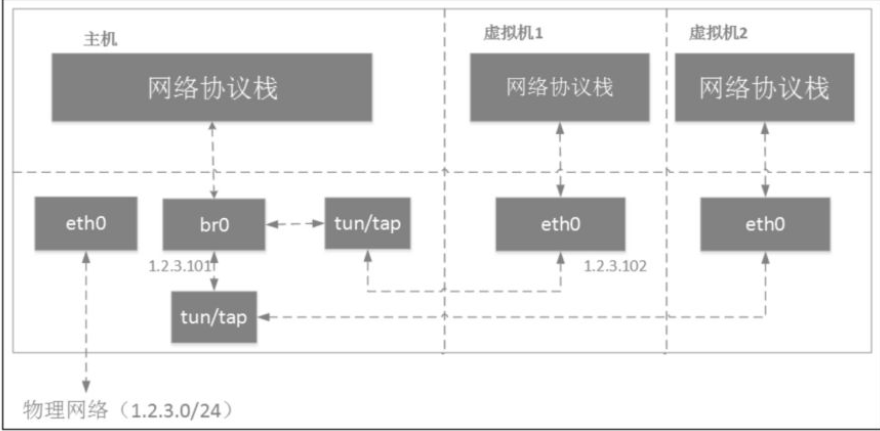 主机
虚拟机1
虚拟机2
网络协议栈
网络协议栈
网络协议栈
eth0
br0
tun/tap
eth0
eth0
1.2.3.101
1.2.3.102
tun/tap
物理网络（1.2.3.0/24）